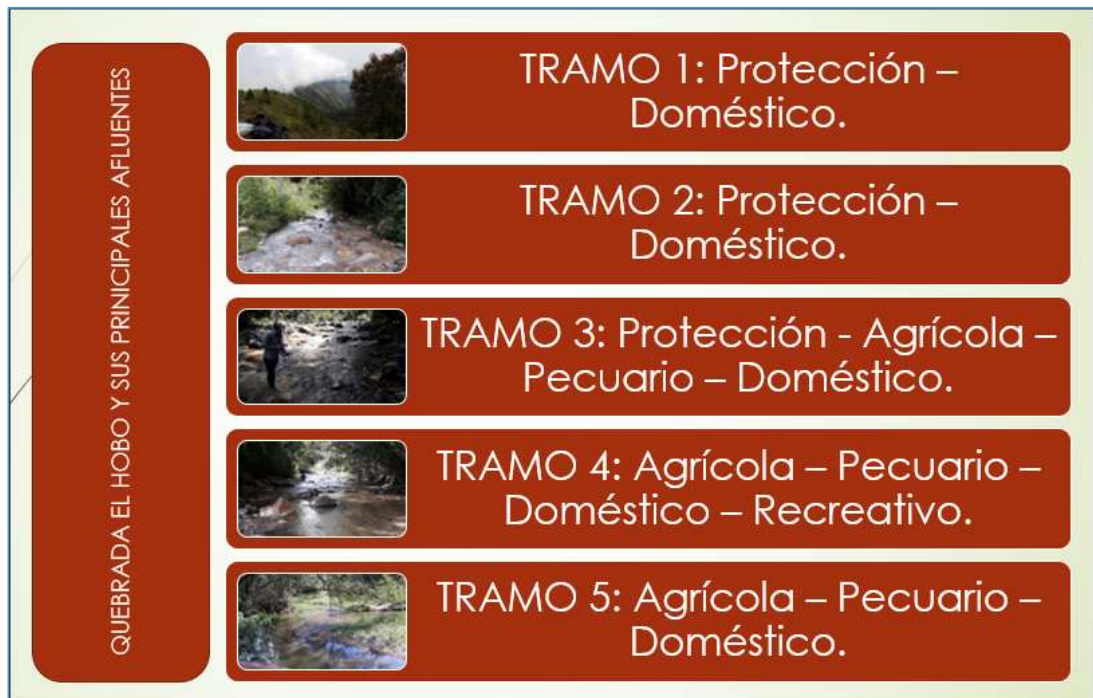 QUEBRADA EL HOBO Y SUS PRINICIPALES AFLUENTES
TRAMO 1: Protección –
Doméstico.
TRAMO 2: Protección –
Doméstico.
TRAMO 3: Protección - Agrícola –
Pecuario – Doméstico.
TRAMO 4: Agrícola – Pecuario –
Doméstico – Recreativo.
TRAMO 5: Agrícola – Pecuario –
Doméstico.